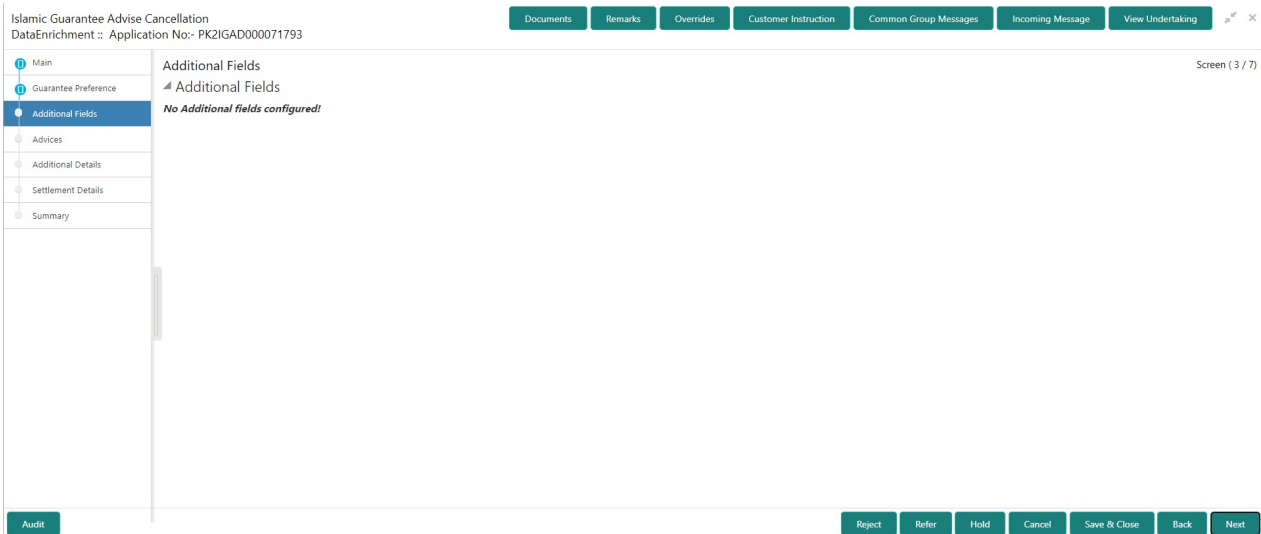 Islamic Guarantee Advise Cancellation
DataEnrichment :: Application No:- PK2IGAD000071793
Documents
Remarks
Overrides
Customer Instruction
Common Group Messages
Incoming Message
View Undertaking
Main
Guarantee Preference
Additional Fields
Advices
Additional Details
Settlement Details
Summary
Additional Fields
Screen ( 3 / 7)
Additional Fields
No Additional fields configured!
Audit
Reject
Refer
Hold
Cancel
Save & Close
Back
Next